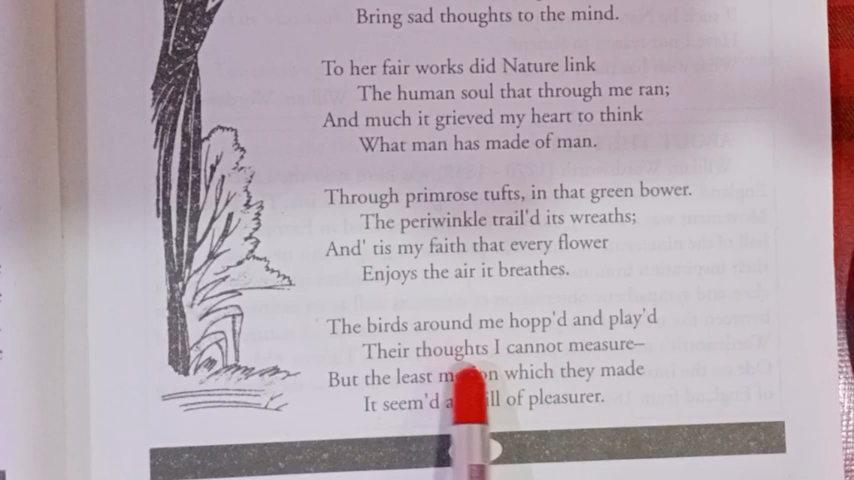 Bring sad thoughts to the mind.
To her fair works did Nature link
The human soul that through me ran;
And much it grieved my heart to think
What man has made of man.
Through primrose tufts, in that green bower.
The periwinkle trail'd its wreaths;
And' tis my faith that every flower
Enjoys the air it breathes.
The birds around me hopp'd and play'd
Their thoughts I cannot measure–
But the least on which they made
It seem'd a of pleasurer.